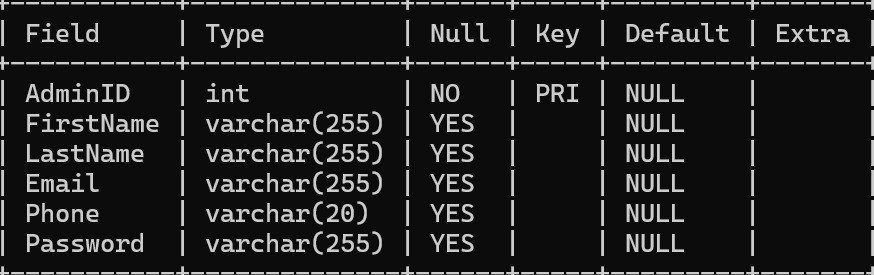 +-----------+--------------+------+-----+---------+-------+
| Field     | Type         | Null | Key | Default | Extra |
+-----------+--------------+------+-----+---------+-------+
| AdminID   | int          | NO   | PRI | NULL    |       |
| FirstName | varchar(255) | YES  |     | NULL    |       |
| LastName  | varchar(255) | YES  |     | NULL    |       |
| Email     | varchar(255) | YES  |     | NULL    |       |
| Phone     | varchar(20)  | YES  |     | NULL    |       |
| Password  | varchar(255) | YES  |     | NULL    |       |
+-----------+--------------+------+-----+---------+-------+